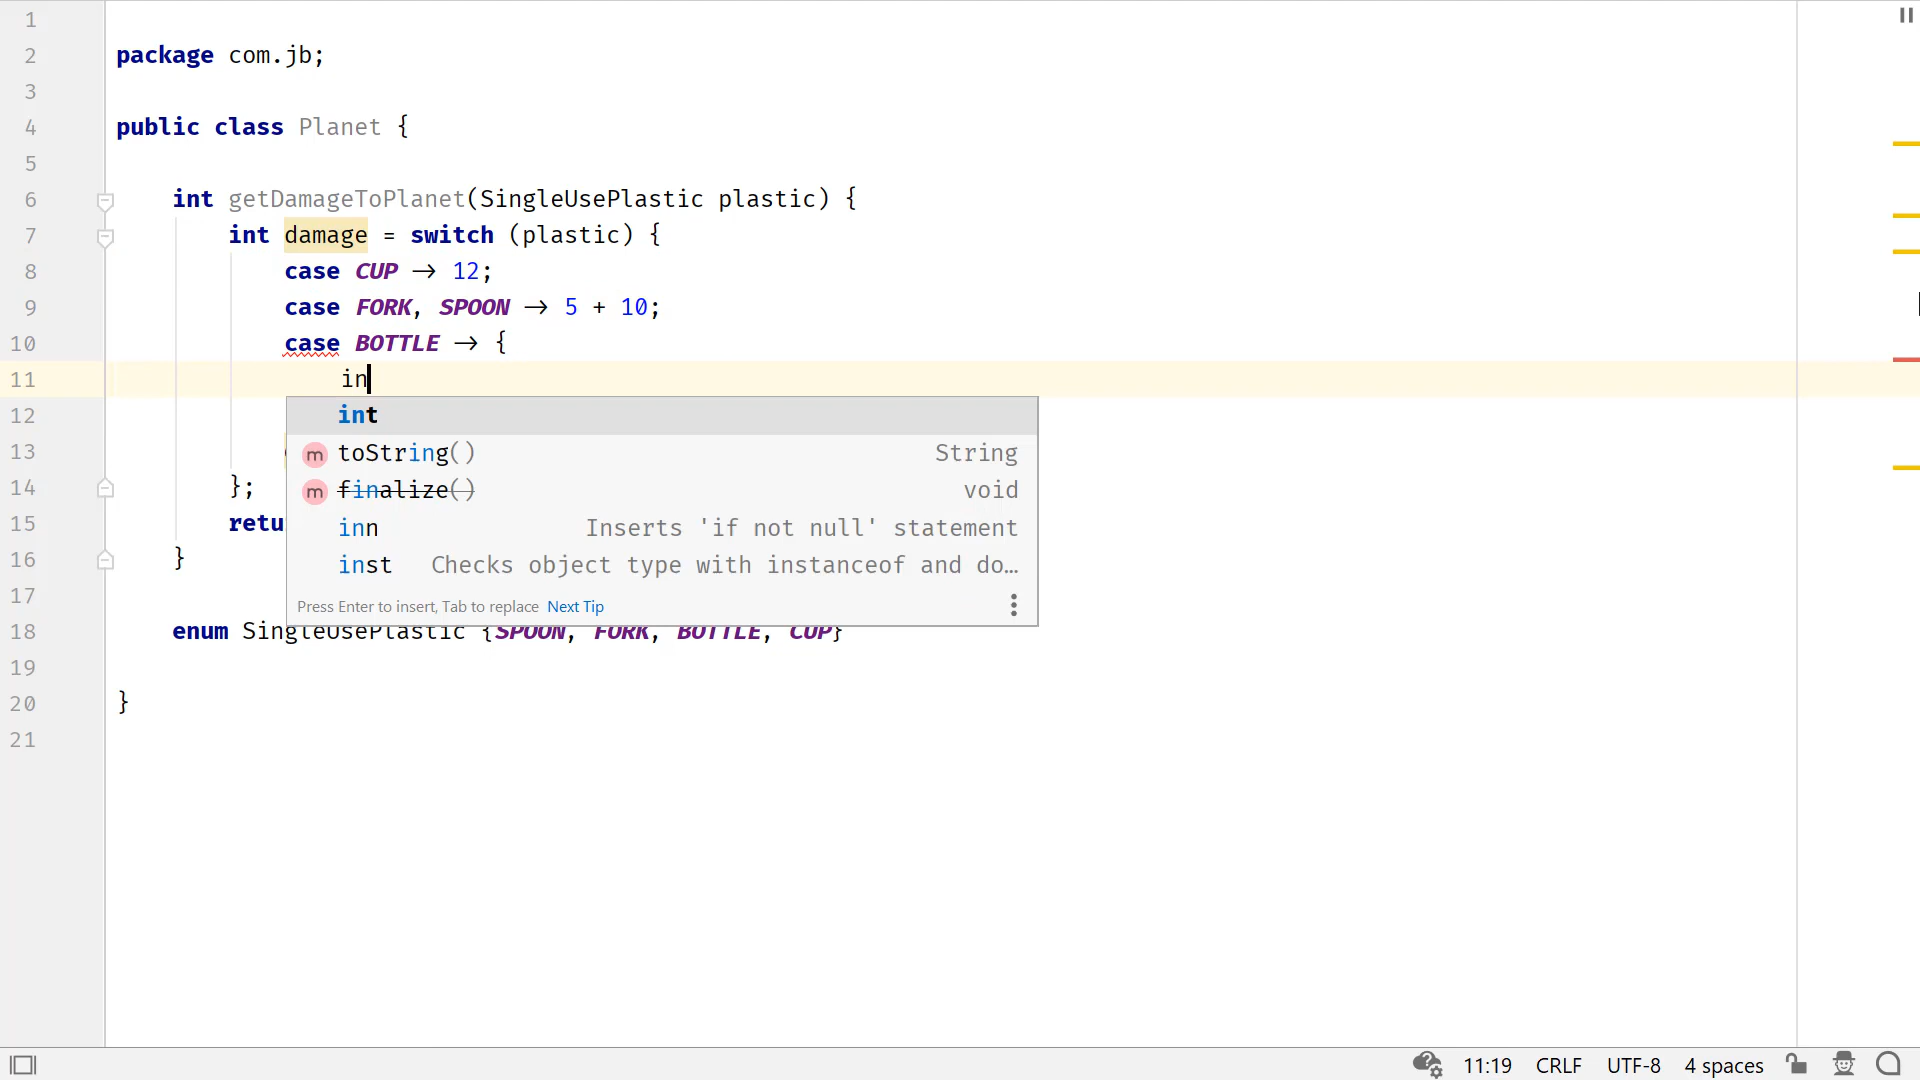 1
2 package com.jb;
3
4 public class Planet {
5
6 int getDamageToPlanet(SingleUsePlastic plastic) {
7 int damage = switch (plastic) {
8 case CUP → 12;
9 case FORK, SPOON → 5 + 10;
10 case BOTTLE → {
11 in
12 int
13 m toString() String
14 };
m finalize() void
15 retu
inn Inserts 'if not null' statement
16 }
inst Checks object type with instanceof and do…
17
Press Enter to insert, Tab to replace Next Tip
18 enum SingleUsePlastic {SPOON, FORK, BOTTLE, CUP}
19
20 }
21
11:19 CRLF UTF-8 4 spaces